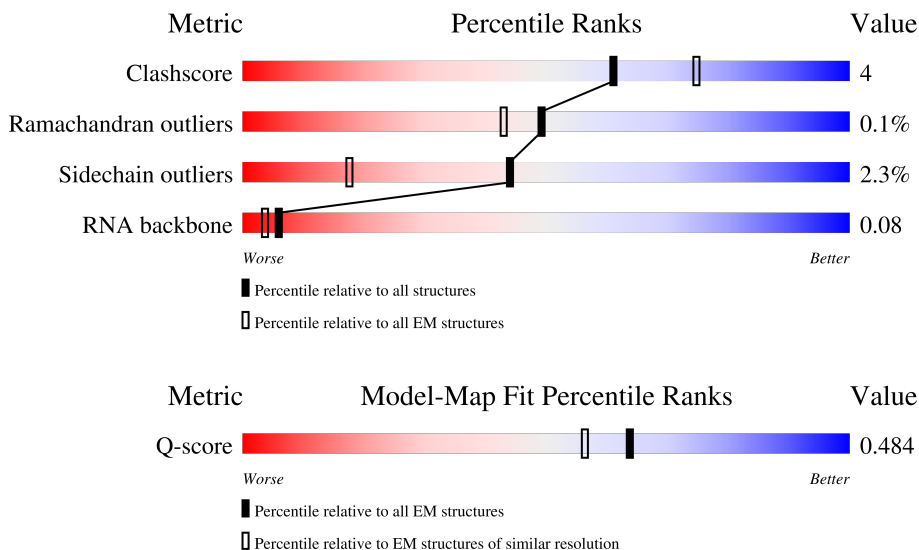 Metric Percentile Ranks Value
Clashscore 4
Ramachandran outliers 0.1%
Sidechain outliers 2.3%
RNA backbone 0.08
Worse Better
Percentile relative to all structures
Percentile relative to all EM structures
Metric Model-Map Fit Percentile Ranks Value
Q-score 0.484
Worse Better
Percentile relative to all EM structures
Percentile relative to EM structures of similar resolution